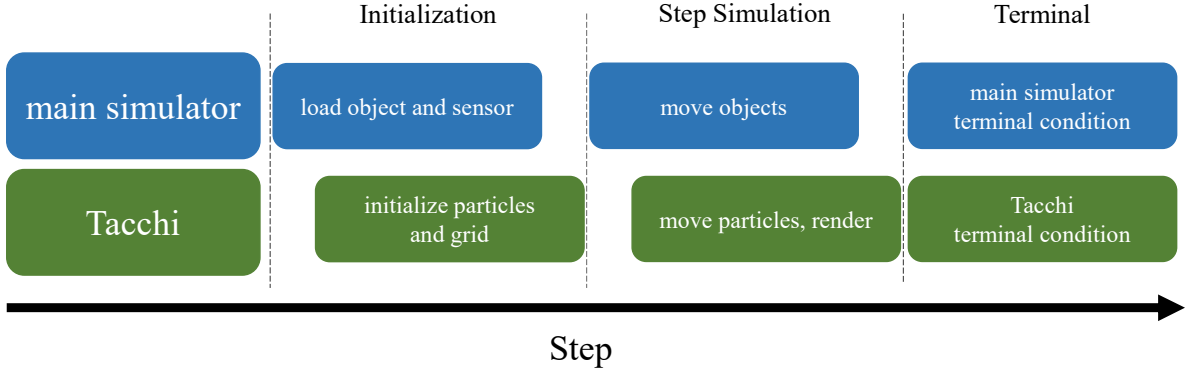 Initialization
Step Simulation
Terminal
main simulator
load object and sensor
move objects
main simulator
terminal condition
Tacchi
initialize particles
and grid
move particles, render
Tacchi
terminal condition
Step